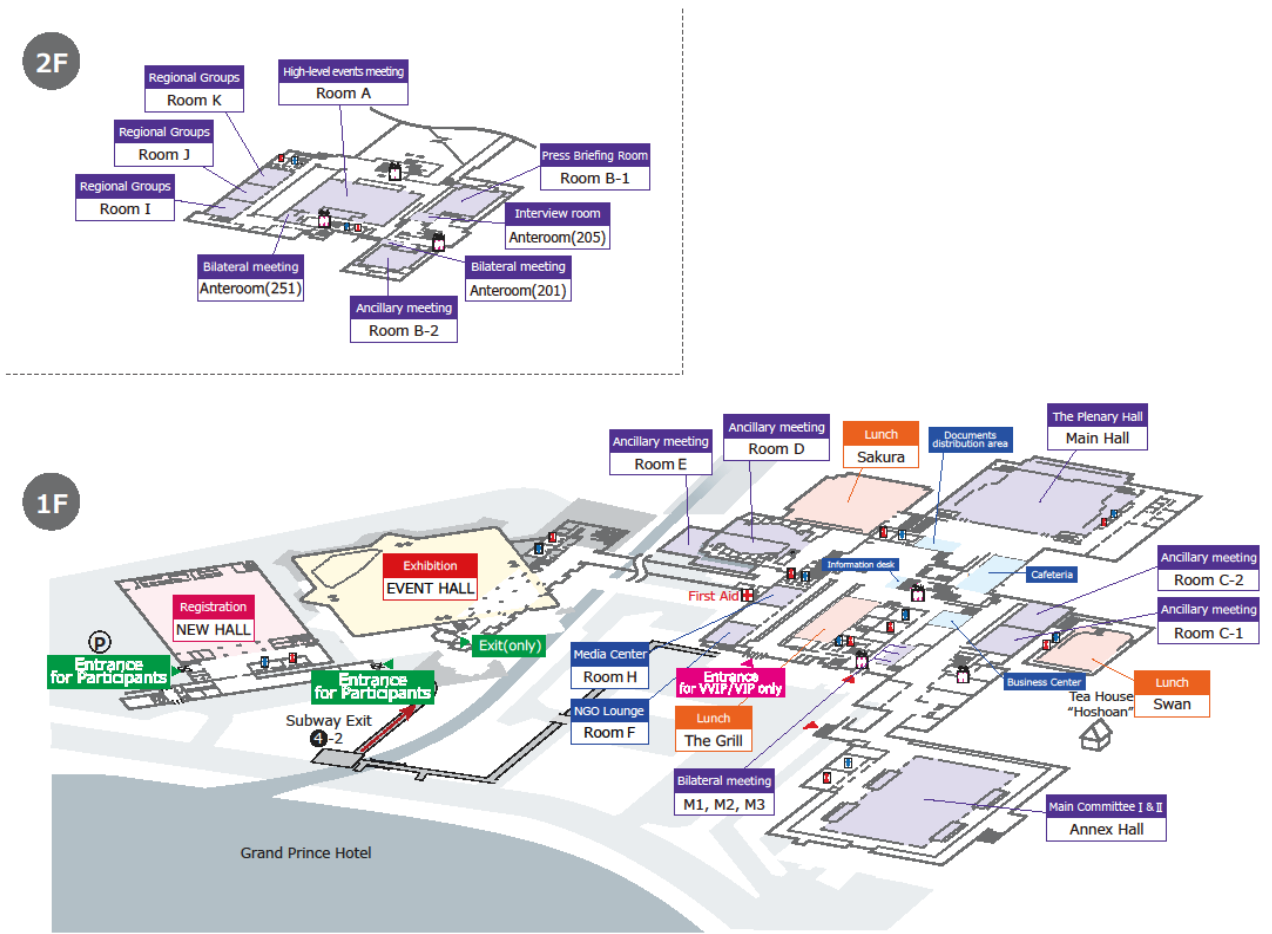 2F
Regional Groups
Room K
High-level events meeting
Room A
Regional Groups
Room J
Press Briefing Room
Room B-1
Regional Groups
Room I
Interview room
Anteroom(205)
Bilateral meeting
Anteroom(251)
Bilateral meeting
Anteroom(201)
Ancillary meeting
Room B-2
1F
The Plenary Hall
Main Hall
Ancillary meeting
Room D
Lunch
Sakura
Documents
distribution area
Ancillary meeting
Room E
Exhibition
EVENT HALL
Information desk
Cafeteria
Ancillary meeting
Room C-2
First Aid
Registration
NEW HALL
Ancillary meeting
Room C-1
P
Exit(only)
Entrance
for Participants
Entrance
for Participants
Media Center
Room H
Entrance
for VVIP/VIP only
Business Center
Lunch
Swan
Tea House
"Hoshoan"
NGO Lounge
Room F
Lunch
The Grill
Subway Exit
4-2
Bilateral meeting
M1, M2, M3
Main Committee I & II
Annex Hall
Grand Prince Hotel